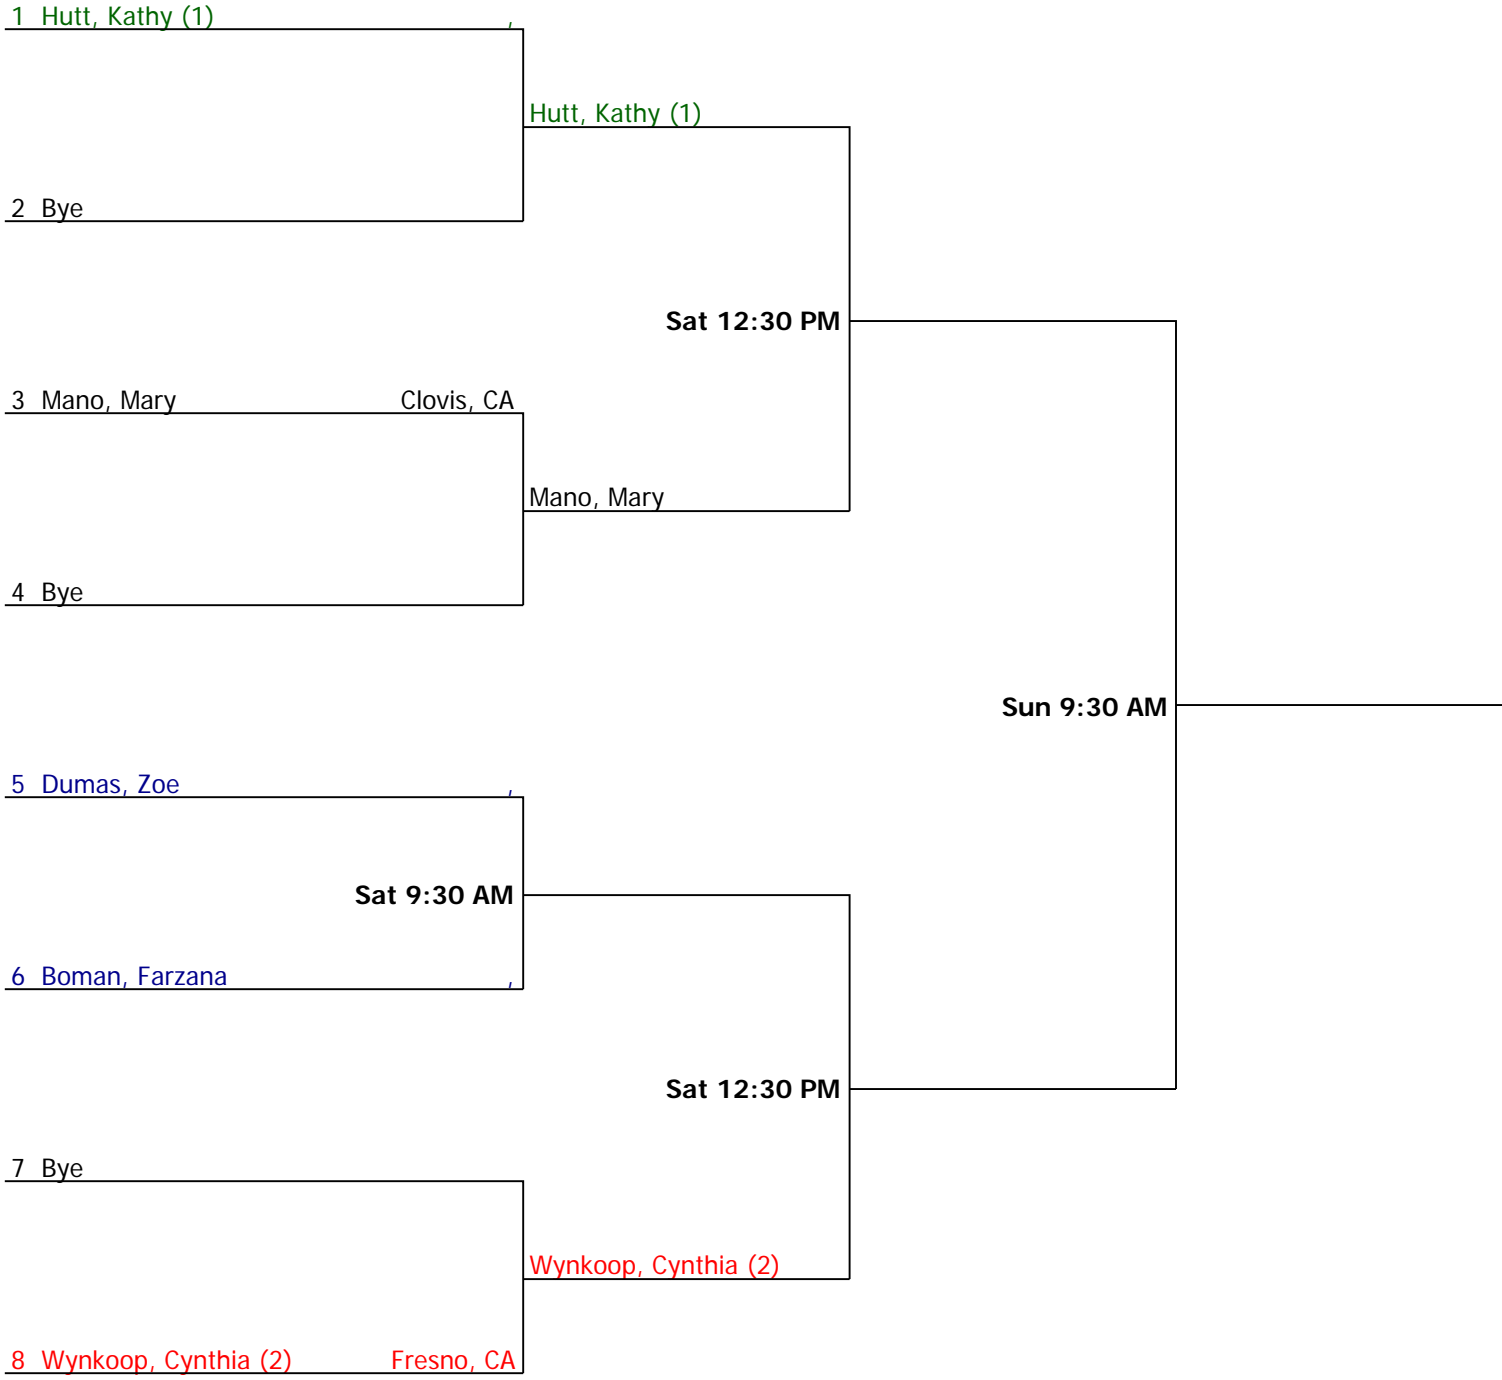 1 Hutt, Kathy (1) ,
Hutt, Kathy (1)
2 Bye
Sat 12:30 PM
3 Mano, Mary Clovis, CA
Mano, Mary
4 Bye
Sun 9:30 AM
5 Dumas, Zoe ,
Sat 9:30 AM
6 Boman, Farzana ,
Sat 12:30 PM
7 Bye
Wynkoop, Cynthia (2)
8 Wynkoop, Cynthia (2) Fresno, CA